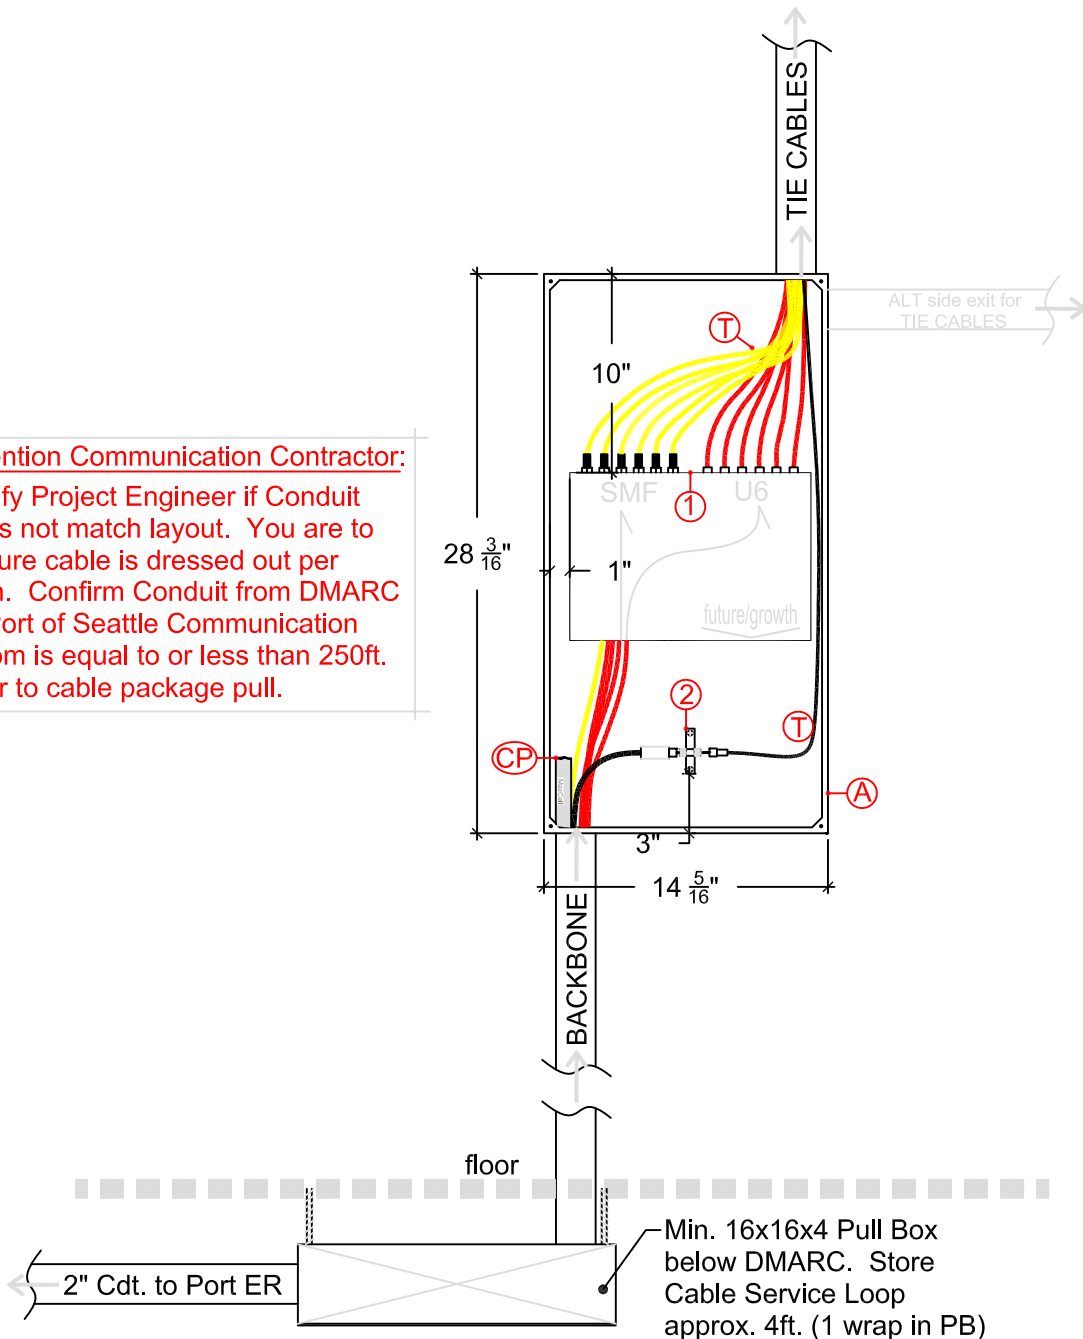 TIE CABLES
ALT side exit for
TIE CABLES
T
10"
ention Communication Contractor:
fy Project Engineer if Conduit
s not match layout. You are to
ure cable is dressed out per
n. Confirm Conduit from DMARC
ort of Seattle Communication
om is equal to or less than 250ft.
r to cable package pull.
SMF
U6
1
28 3/16"
1"
future/growth
2
T
CP
MaxCell
A
3"
14 5/16"
BACKBONE
floor
2" Cdt. to Port ER
Min. 16x16x4 Pull Box
below DMARC. Store
Cable Service Loop
approx. 4ft. (1 wrap in PB)